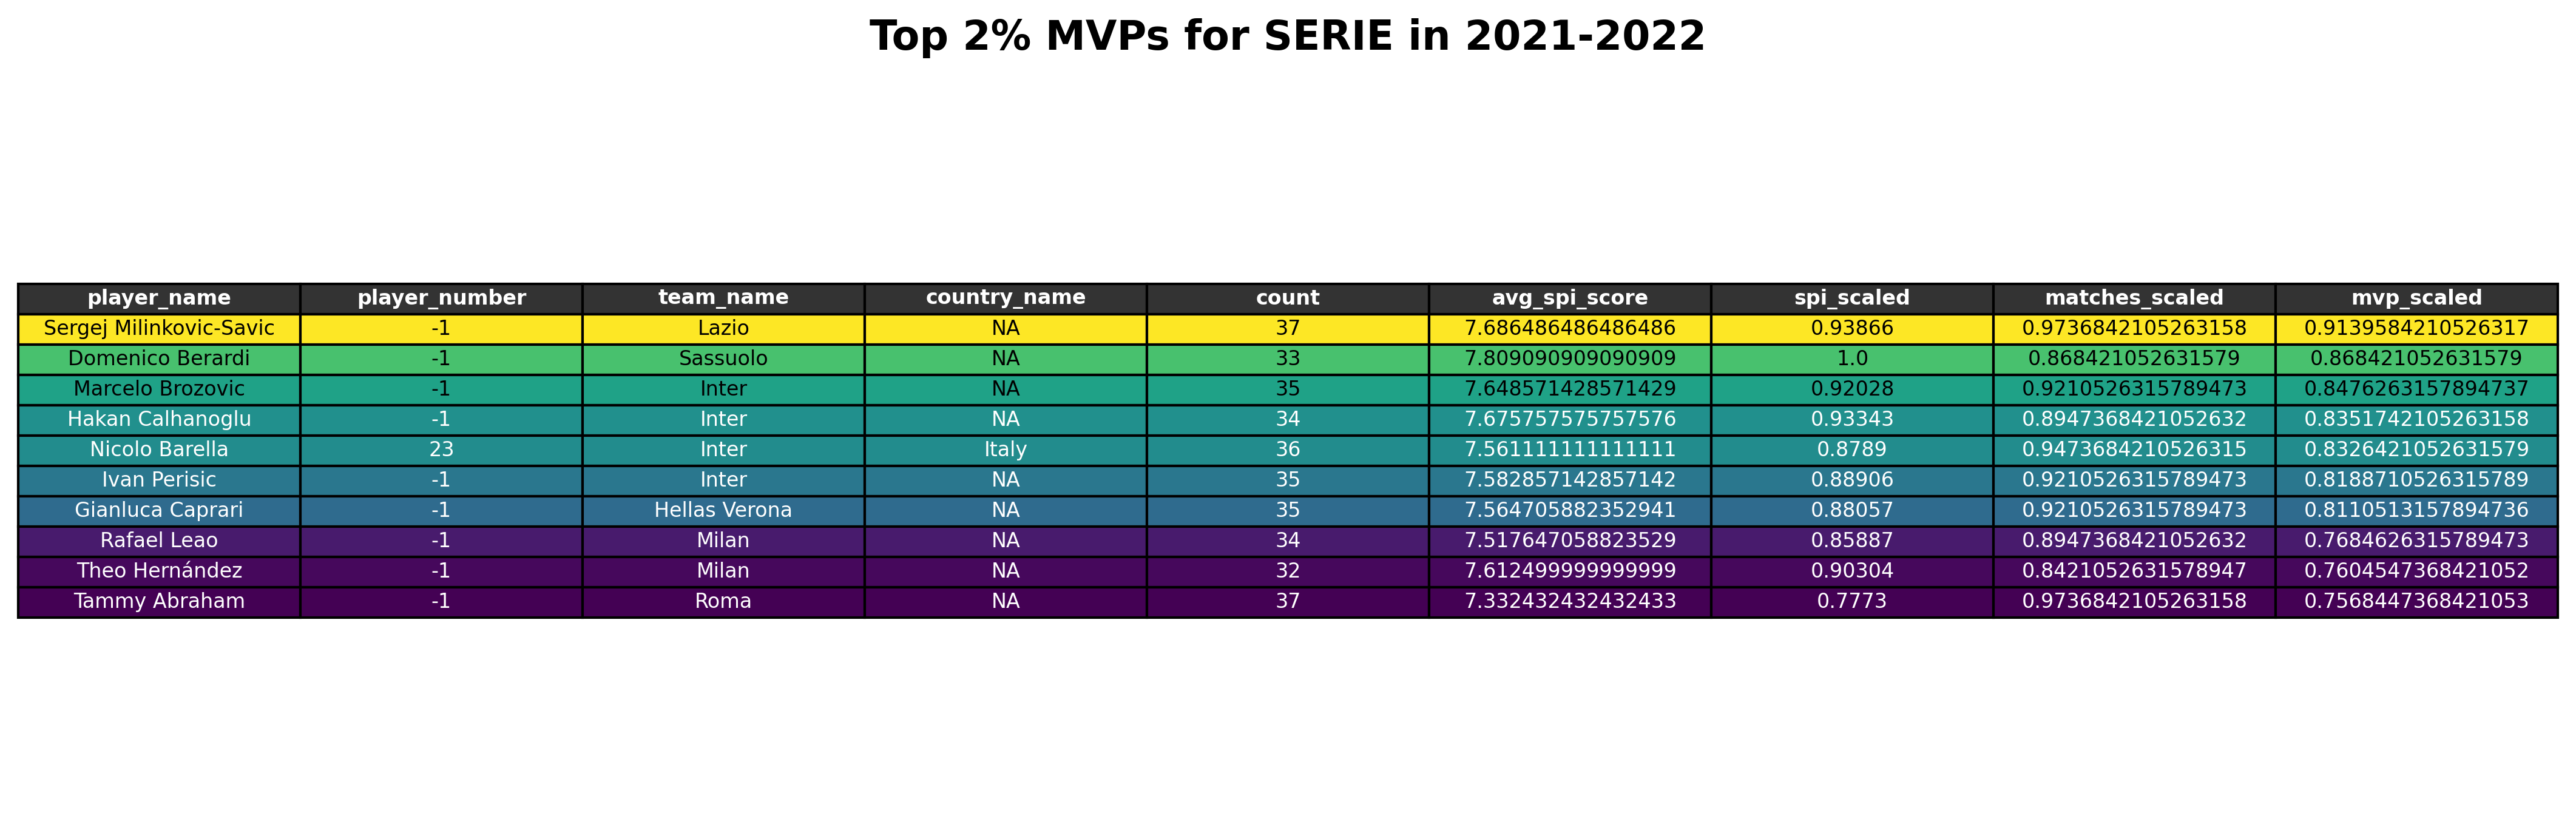 Top 2% MVPs for SERIE in 2021-2022
player_name player_number team_name country_name count avg_spi_score spi_scaled matches_scaled mvp_scaled
Sergej Milinkovic-Savic -1 Lazio NA 37 7.686486486486486 0.93866 0.9736842105263158 0.9139584210526317
Domenico Berardi -1 Sassuolo NA 33 7.809090909090909 1.0 0.868421052631579 0.868421052631579
Marcelo Brozovic -1 Inter NA 35 7.648571428571429 0.92028 0.9210526315789473 0.8476263157894737
Hakan Calhanoglu -1 Inter NA 34 7.675757575757576 0.93343 0.8947368421052632 0.8351742105263158
Nicolo Barella 23 Inter Italy 36 7.561111111111111 0.8789 0.9473684210526315 0.8326421052631579
Ivan Perisic -1 Inter NA 35 7.582857142857142 0.88906 0.9210526315789473 0.8188710526315789
Gianluca Caprari -1 Hellas Verona NA 35 7.564705882352941 0.88057 0.9210526315789473 0.8110513157894736
Rafael Leao -1 Milan NA 34 7.517647058823529 0.85887 0.8947368421052632 0.7684626315789473
Theo Hernández -1 Milan NA 32 7.612499999999999 0.90304 0.8421052631578947 0.7604547368421052
Tammy Abraham -1 Roma NA 37 7.332432432432433 0.7773 0.9736842105263158 0.7568447368421053